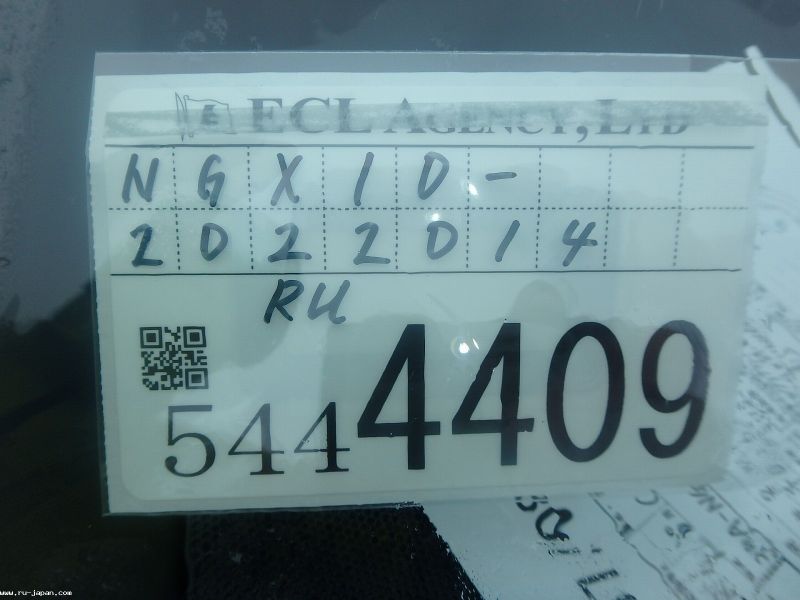 ECL AGENCY, LTD
NGX10-
2022014
RU
5444409
www.ru-japan.com